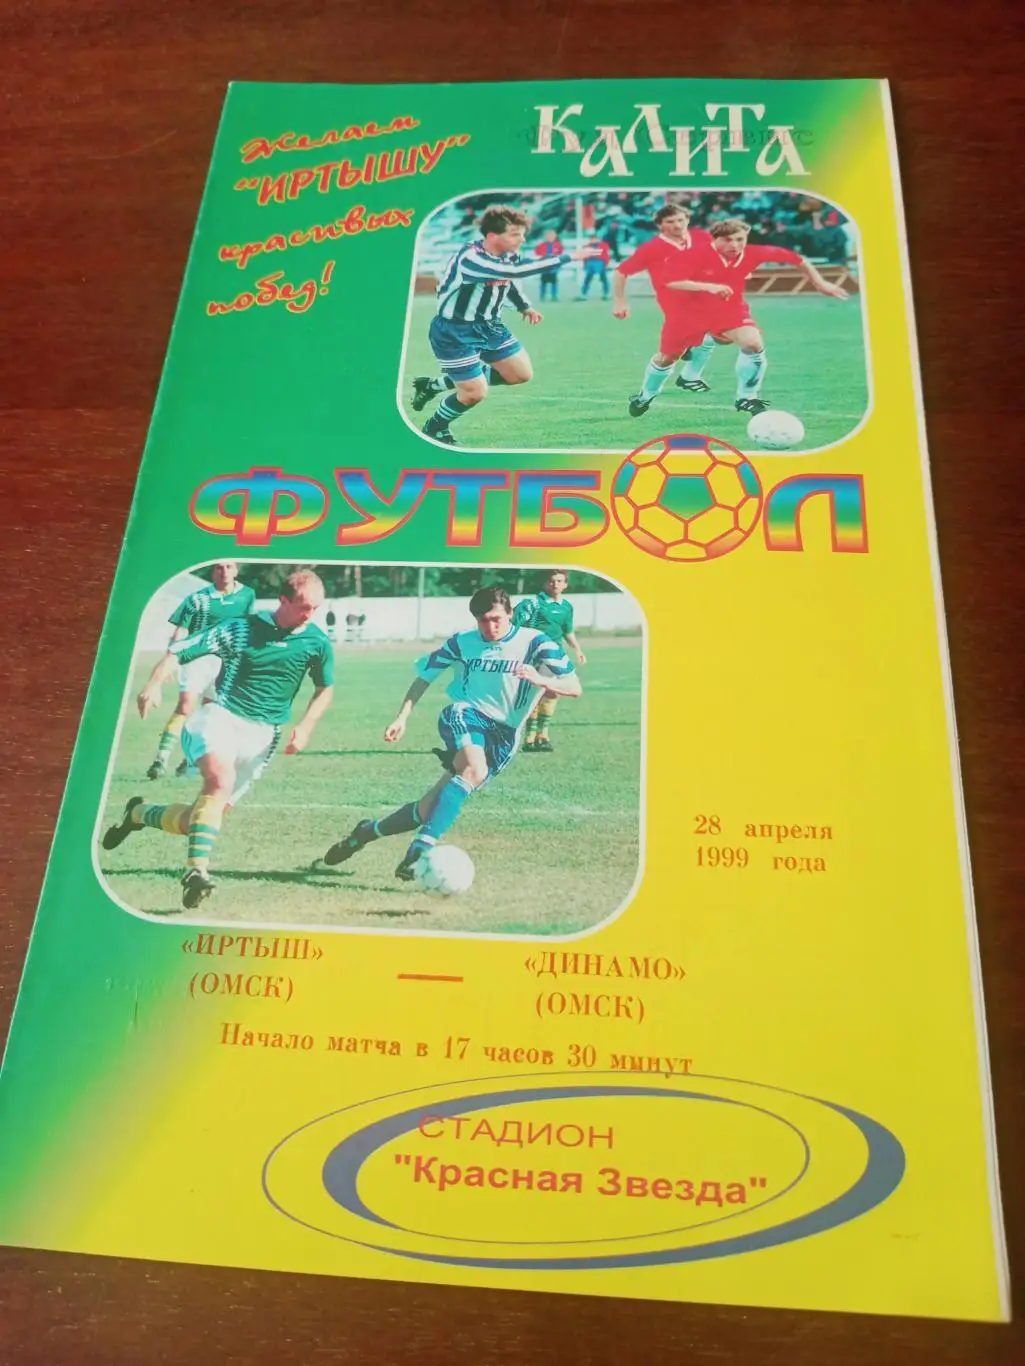 Желаем
"ИРТЫШУ"
красивых
побед!
КАЛИТА
ФУТБОЛ
ИРТЫШ
28 апреля
1999 года
«ИРТЫШ» — «ДИНАМО»
(ОМСК) (ОМСК)
Начало матча в 17 часов 30 минут
СТАДИОН
"Красная Звезда"